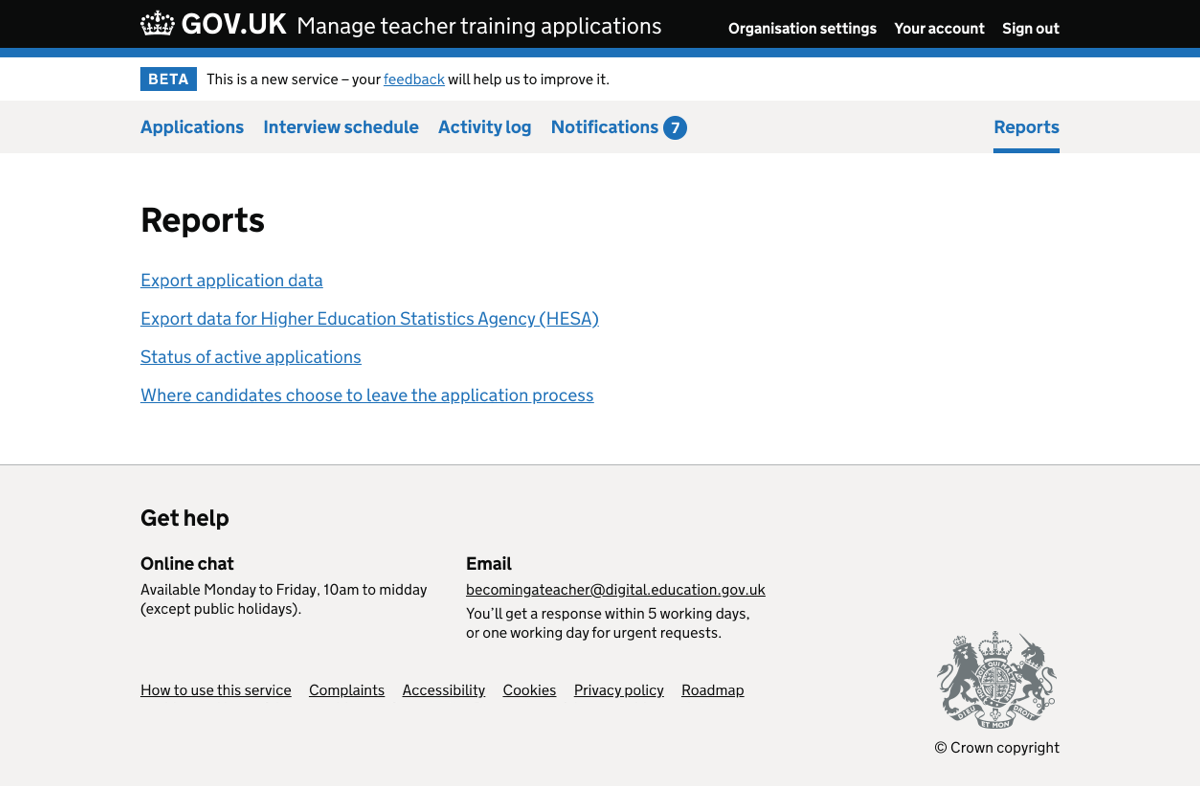 GOV.UK Manage teacher training applications Organisation settings Your account Sign out
BETA This is a new service – your feedback will help us to improve it.
Applications Interview schedule Activity log Notifications 7 Reports
Reports
Export application data
Export data for Higher Education Statistics Agency (HESA)
Status of active applications
Where candidates choose to leave the application process
Get help
Online chat
Available Monday to Friday, 10am to midday
(except public holidays).
Email
becomingateacher@digital.education.gov.uk
You’ll get a response within 5 working days,
or one working day for urgent requests.
How to use this service Complaints Accessibility Cookies Privacy policy Roadmap
DIEU ET MON DROIT
© Crown copyright